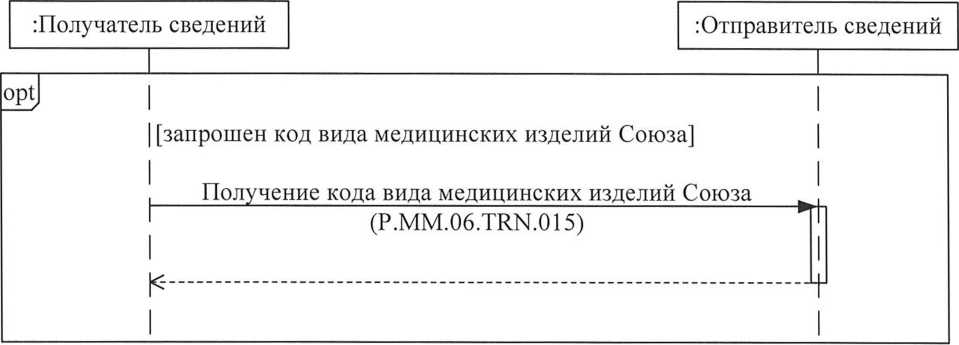 :Получатель сведений
:Отправитель сведений
opt
[запрошен код вида медицинских изделий Союза]
Получение кода вида медицинских изделий Союза
(P.MM.06.TRN.015)